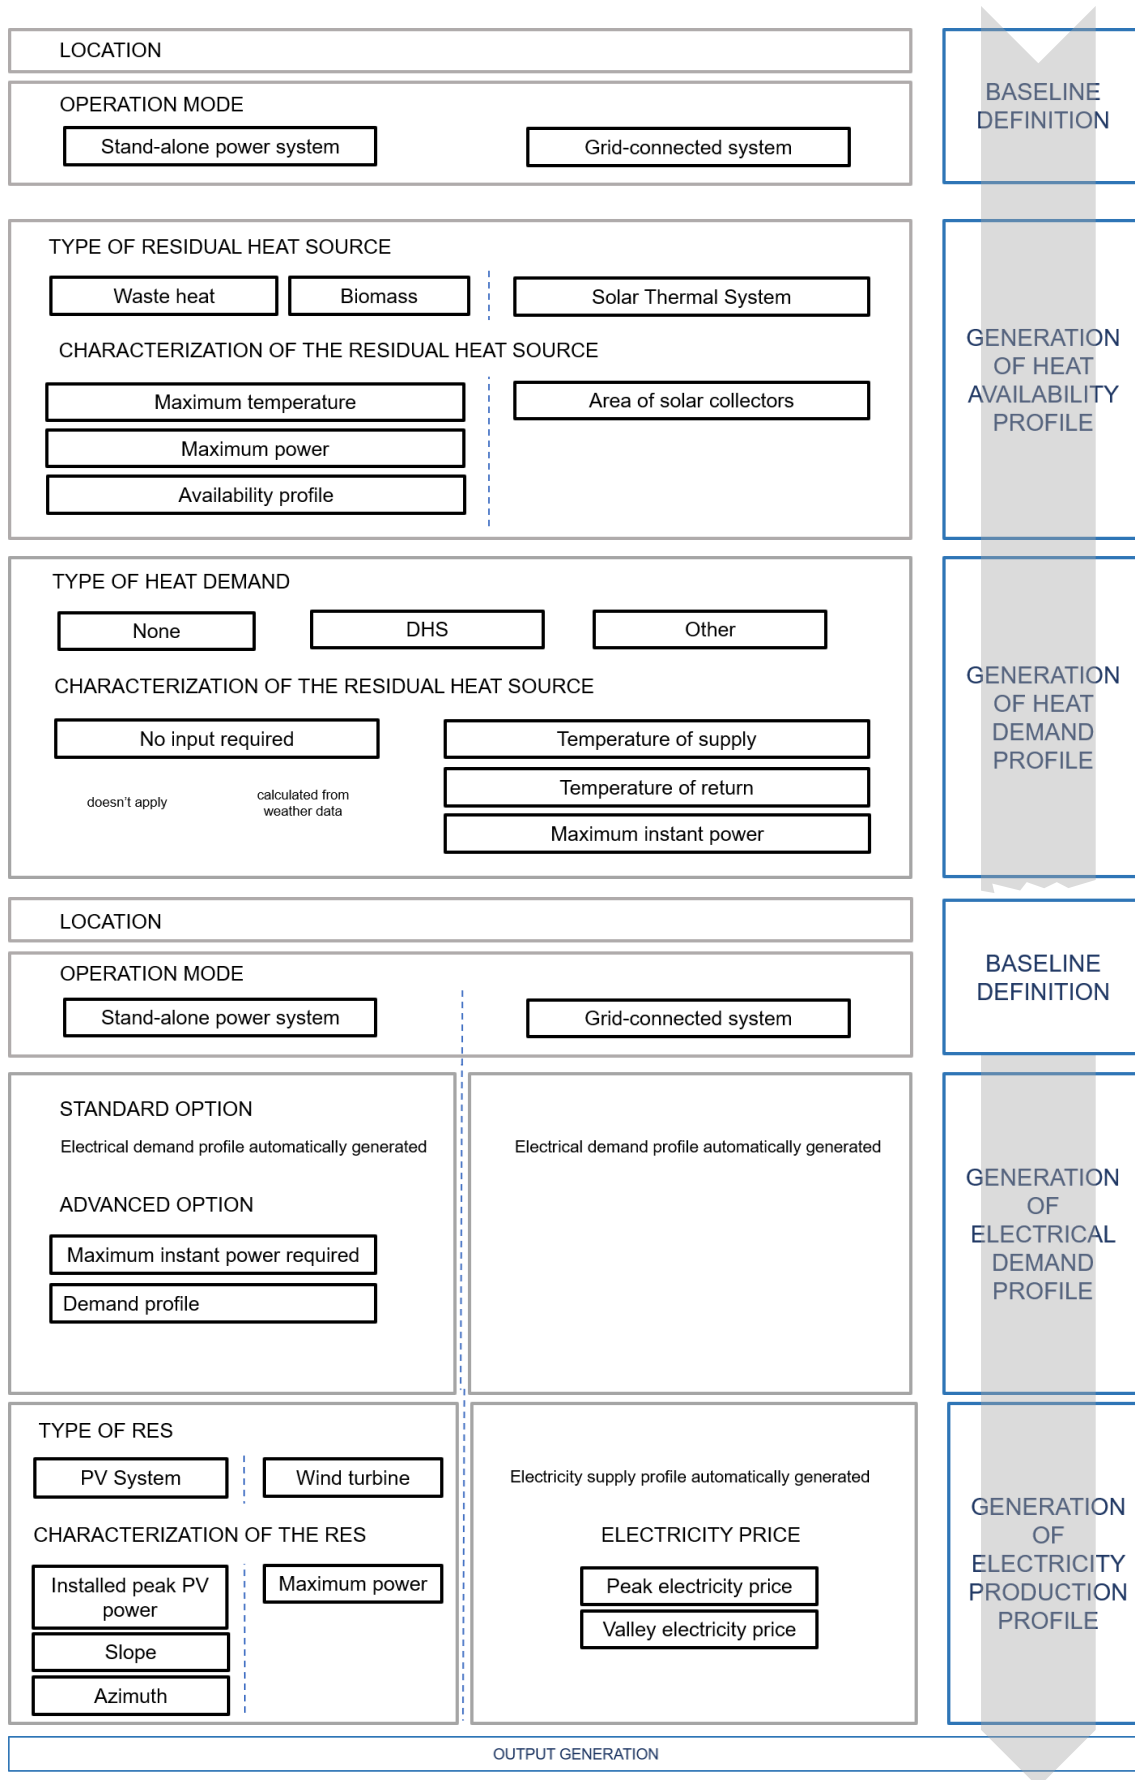 LOCATION
OPERATION MODE
Stand-alone power system
Grid-connected system
BASELINE
DEFINITION
TYPE OF RESIDUAL HEAT SOURCE
Waste heat
Biomass
Solar Thermal System
CHARACTERIZATION OF THE RESIDUAL HEAT SOURCE
Maximum temperature
Maximum power
Availability profile
Area of solar collectors
GENERATION
OF HEAT
AVAILABILITY
PROFILE
TYPE OF HEAT DEMAND
None
DHS
Other
CHARACTERIZATION OF THE RESIDUAL HEAT SOURCE
No input required
doesn't apply
calculated from
weather data
Temperature of supply
Temperature of return
Maximum instant power
GENERATION
OF HEAT
DEMAND
PROFILE
LOCATION
OPERATION MODE
Stand-alone power system
Grid-connected system
BASELINE
DEFINITION
STANDARD OPTION
Electrical demand profile automatically generated
ADVANCED OPTION
Maximum instant power required
Demand profile
Electrical demand profile automatically generated
GENERATION
OF
ELECTRICAL
DEMAND
PROFILE
TYPE OF RES
PV System
Wind turbine
CHARACTERIZATION OF THE RES
Installed peak PV
power
Slope
Azimuth
Maximum power
Electricity supply profile automatically generated
ELECTRICITY PRICE
Peak electricity price
Valley electricity price
GENERATION
OF
ELECTRICITY
PRODUCTION
PROFILE
OUTPUT GENERATION